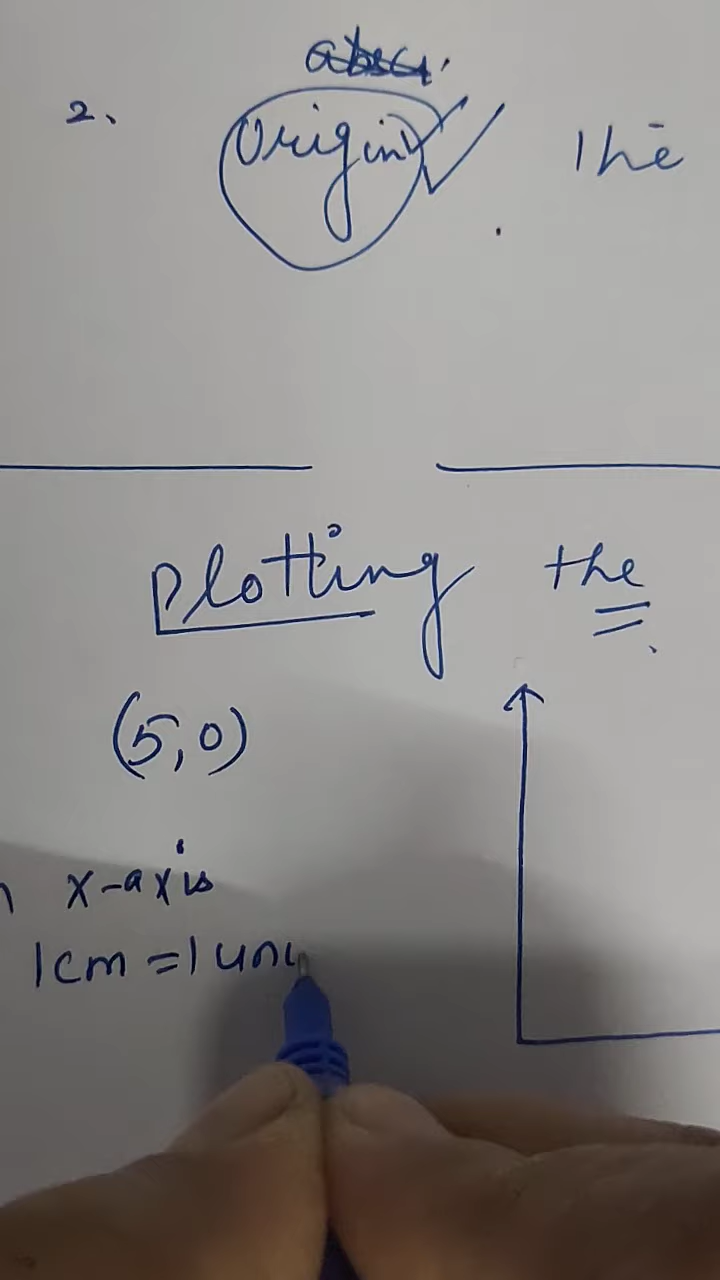 2. Origin The
Plotting the
(5,0)
x-axis
1cm = 1 uni